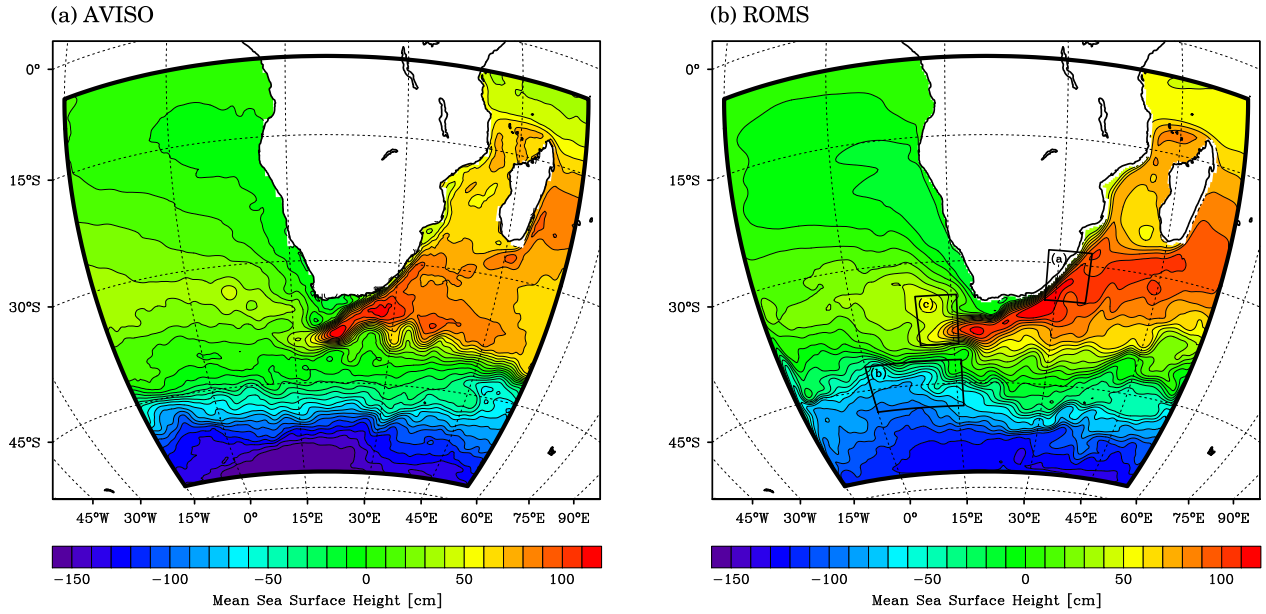 (a) AVISO
(b) ROMS
0°
15°S
30°S
45°S
45°W 30°W 15°W 0° 15°E 30°E 45°E 60°E 75°E 90°E
−150 −100 −50 0 50 100
Mean Sea Surface Height [cm]
0°
15°S
30°S
45°S
(a)
(c)
(b)
45°W 30°W 15°W 0° 15°E 30°E 45°E 60°E 75°E 90°E
−150 −100 −50 0 50 100
Mean Sea Surface Height [cm]